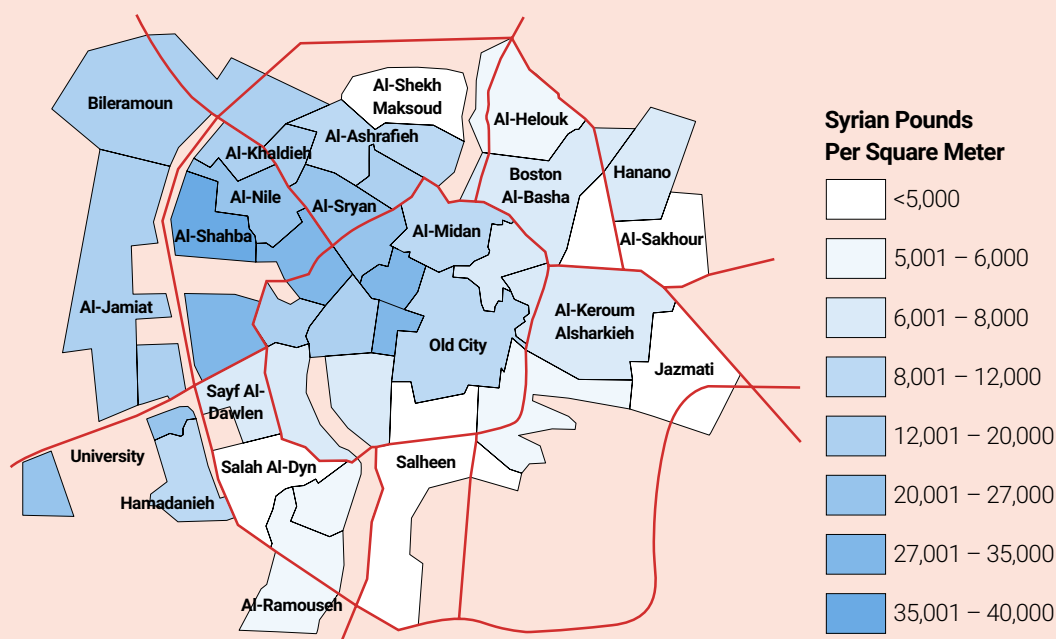 Al-Shekh
Maksoud
Bileramoun
Al-Helouk
Al-Ashrafieh
Al-Khaldieh
Boston
Al-Basha
Hanano
Al-Nile
Al-Sryan
Al-Midan
Al-Shahba
Al-Sakhour
Al-Jamiat
Al-Keroum
Alsharkieh
Old City
Jazmati
Sayf Al-
Dawlen
University
Salah Al-Dyn
Salheen
Hamadanieh
Al-Ramouseh
Syrian Pounds
Per Square Meter
<5,000
5,001 – 6,000
6,001 – 8,000
8,001 – 12,000
12,001 – 20,000
20,001 – 27,000
27,001 – 35,000
35,001 – 40,000